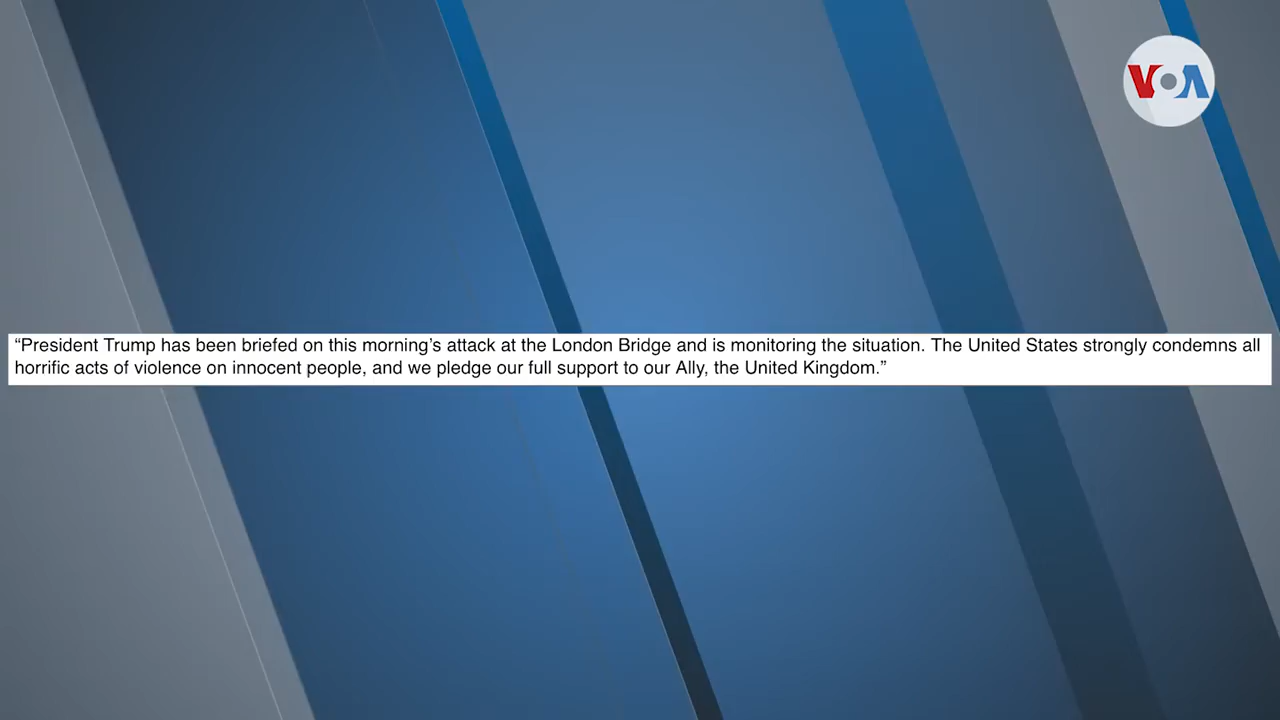 VOA
“President Trump has been briefed on this morning’s attack at the London Bridge and is monitoring the situation. The United States strongly condemns all
horrific acts of violence on innocent people, and we pledge our full support to our Ally, the United Kingdom.”